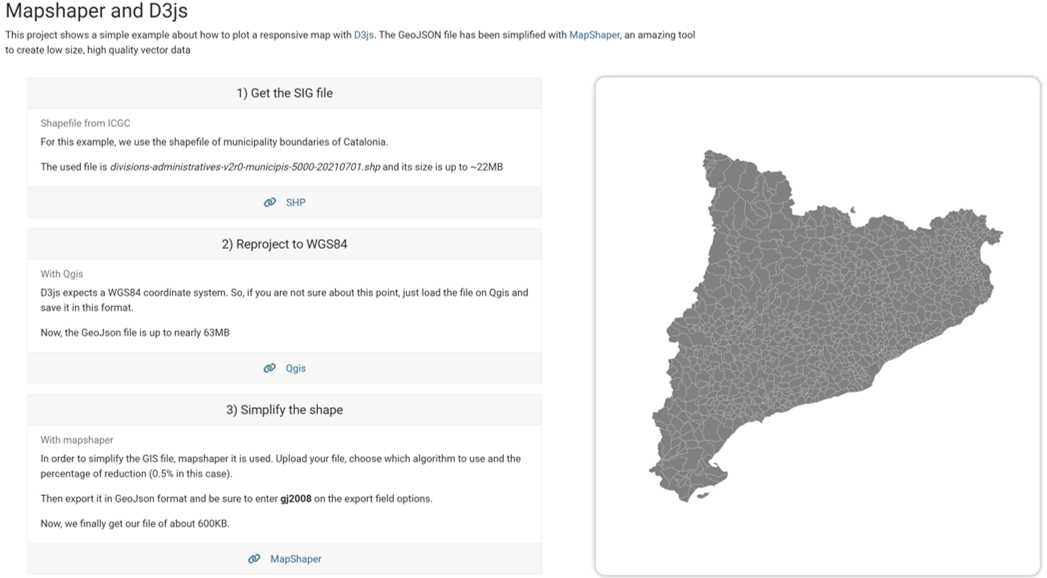 Mapshaper and D3js
This project shows a simple example about how to plot a responsive map with D3js. The GeoJSON file has been simplified with MapShaper, an amazing tool
to create low size, high quality vector data
1) Get the SIG file
Shapefile from ICGC
For this example, we use the shapefile of municipality boundaries of Catalonia.
The used file is divisions-administratives-v2r0-municipis-5000-20210701.shp and its size is up to ~22MB
SHP
2) Reproject to WGS84
With Qgis
D3js expects a WGS84 coordinate system. So, if you are not sure about this point, just load the file on Qgis and
save it in this format.
Now, the GeoJson file is up to nearly 63MB
Qgis
3) Simplify the shape
With mapshaper
In order to simplify the GIS file, mapshaper it is used. Upload your file, choose which algorithm to use and the
percentage of reduction (0.5% in this case).
Then export it in GeoJson format and be sure to enter gj2008 on the export field options.
Now, we finally get our file of about 600KB.
MapShaper